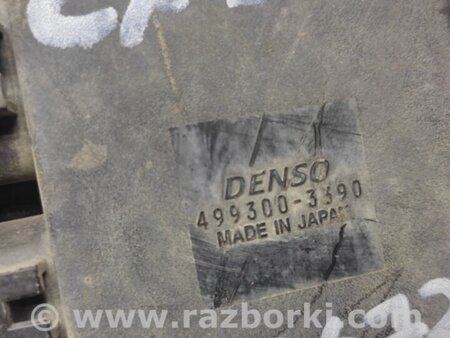 DENSO
499300-3390
MADE IN JAPAN
www.razborki.com